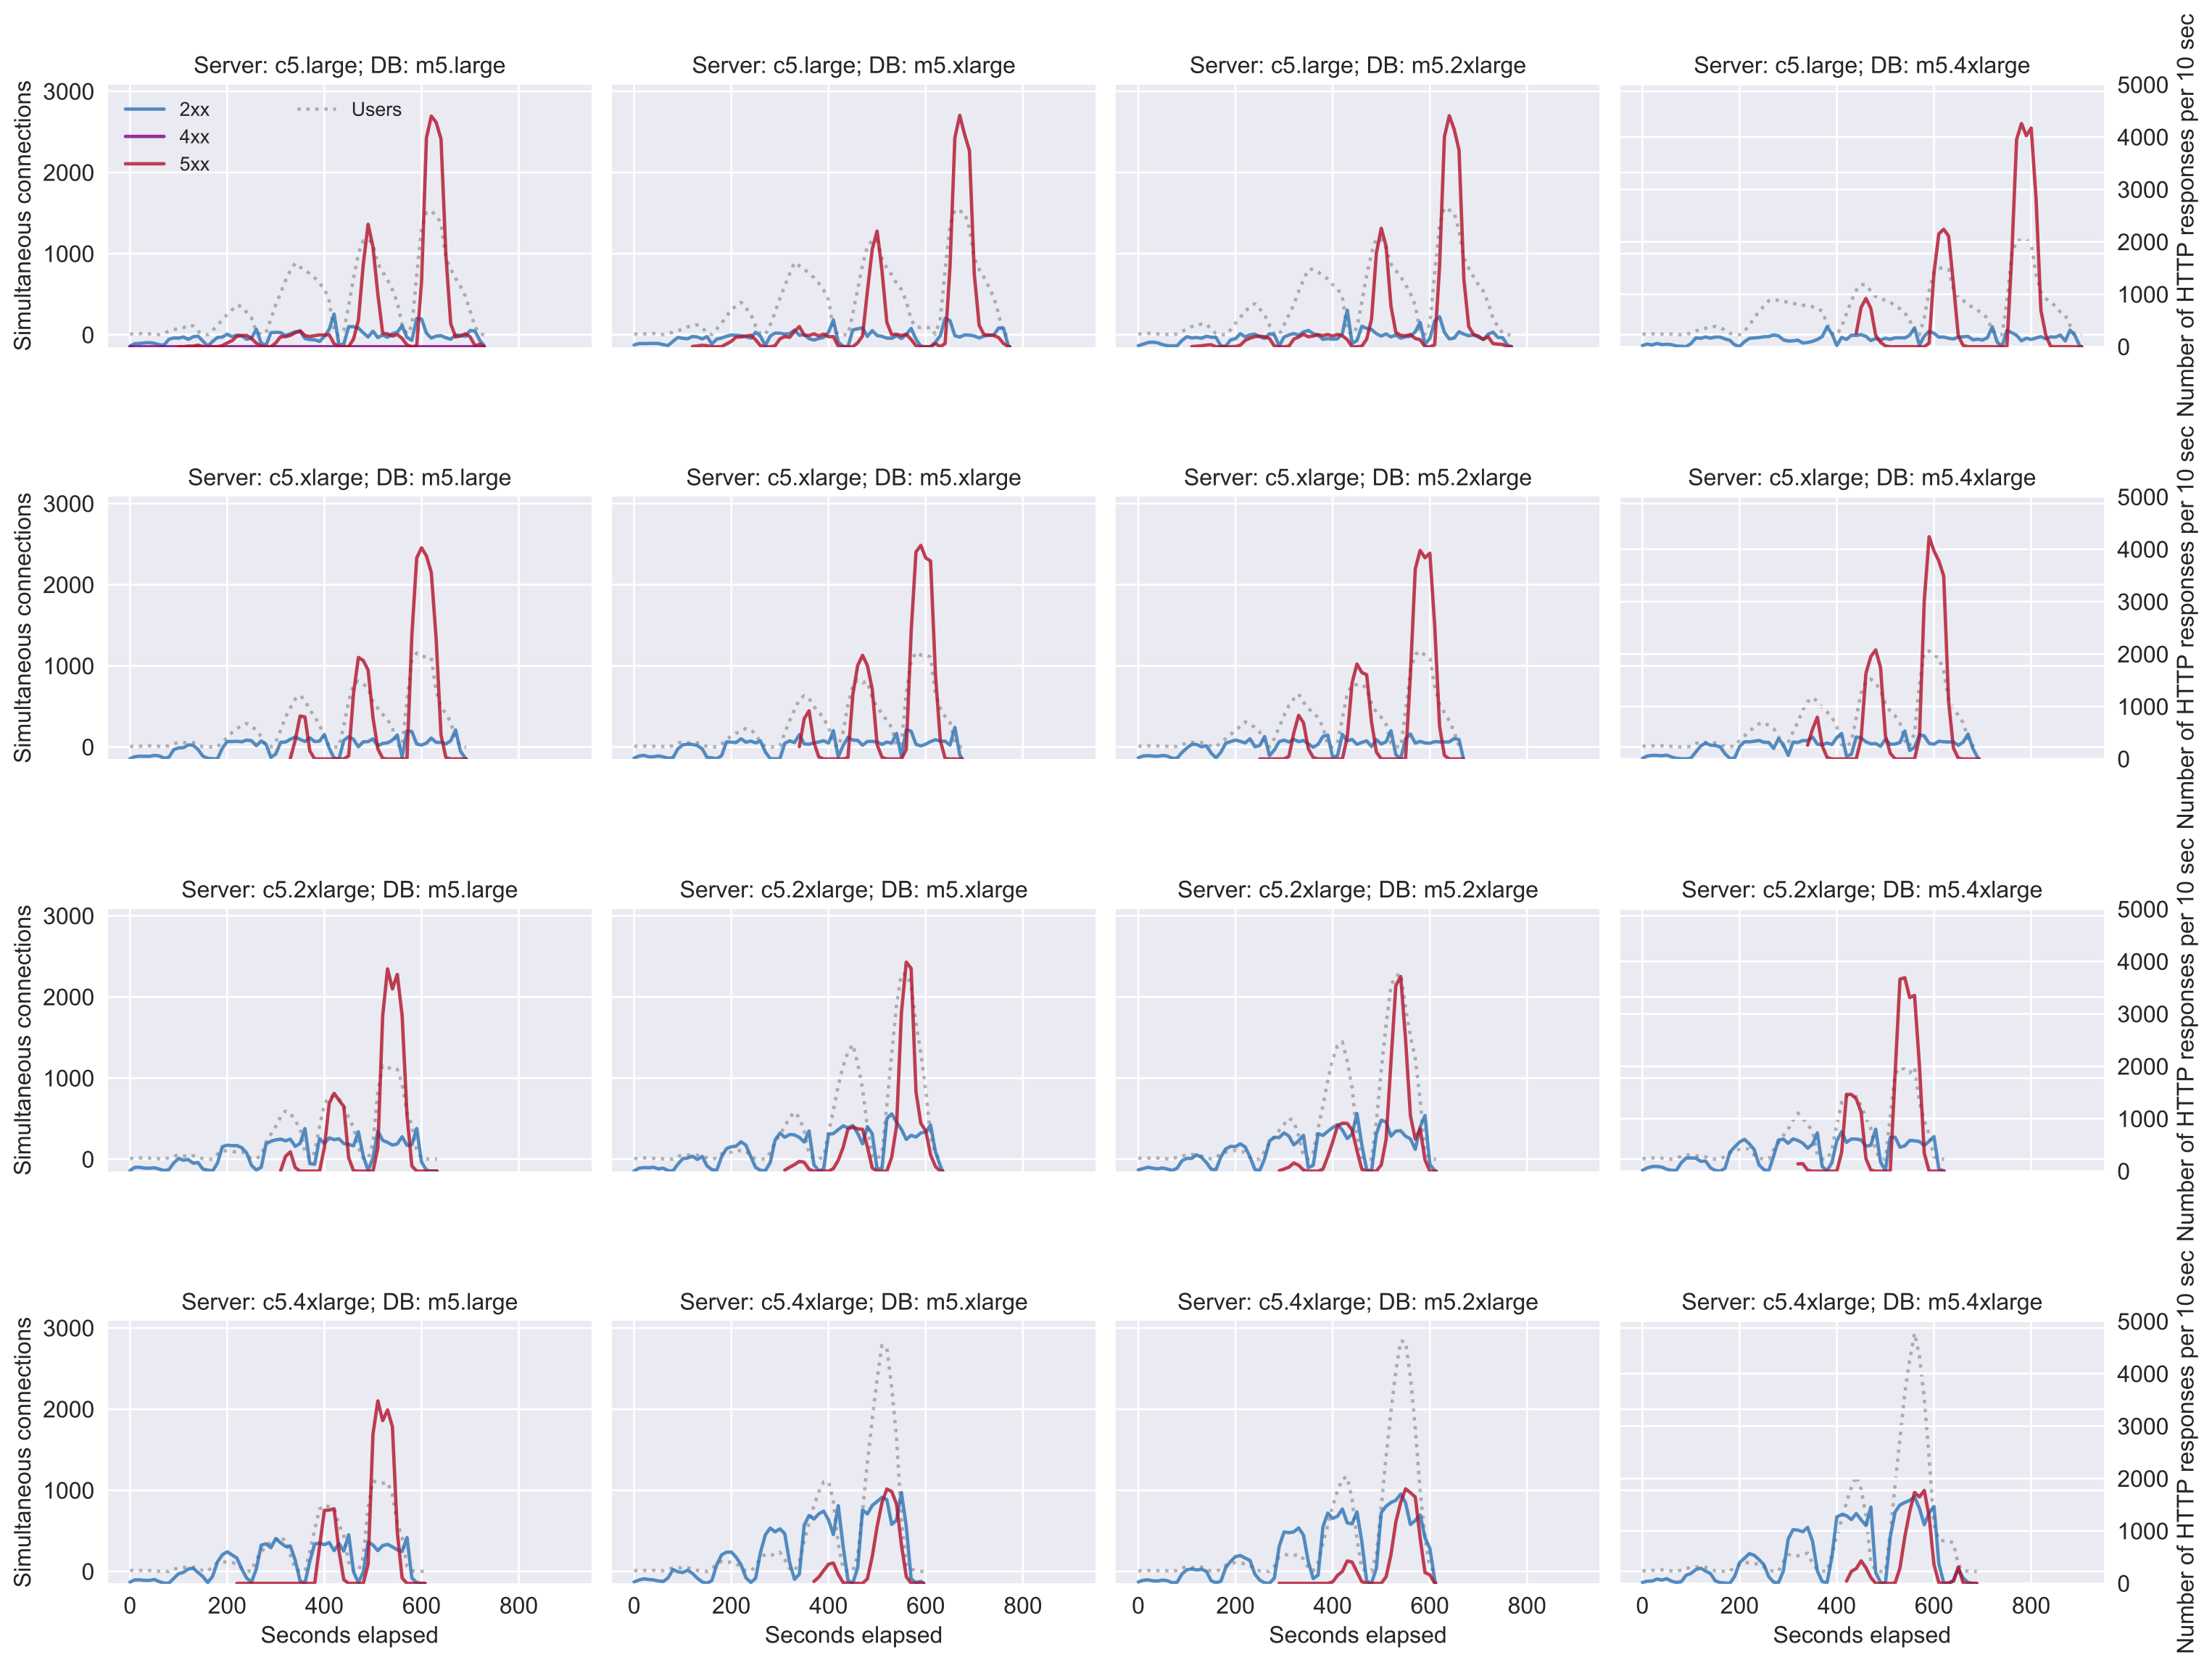 Server: c5.large; DB: m5.large
Server: c5.large; DB: m5.xlarge
Server: c5.large; DB: m5.2xlarge
Server: c5.large; DB: m5.4xlarge
Simultaneous connections
3000
2000
1000
0
2xx
4xx
5xx
Users
5000
4000
3000
2000
1000
0
Number of HTTP responses per 10 sec
Server: c5.xlarge; DB: m5.large
Server: c5.xlarge; DB: m5.xlarge
Server: c5.xlarge; DB: m5.2xlarge
Server: c5.xlarge; DB: m5.4xlarge
Simultaneous connections
3000
2000
1000
0
5000
4000
3000
2000
1000
0
Number of HTTP responses per 10 sec
Server: c5.2xlarge; DB: m5.large
Server: c5.2xlarge; DB: m5.xlarge
Server: c5.2xlarge; DB: m5.2xlarge
Server: c5.2xlarge; DB: m5.4xlarge
Simultaneous connections
3000
2000
1000
0
5000
4000
3000
2000
1000
0
Number of HTTP responses per 10 sec
Server: c5.4xlarge; DB: m5.large
Server: c5.4xlarge; DB: m5.xlarge
Server: c5.4xlarge; DB: m5.2xlarge
Server: c5.4xlarge; DB: m5.4xlarge
Simultaneous connections
3000
2000
1000
0
5000
4000
3000
2000
1000
0
Number of HTTP responses per 10 sec
0 200 400 600 800
0 200 400 600 800
0 200 400 600 800
0 200 400 600 800
Seconds elapsed
Seconds elapsed
Seconds elapsed
Seconds elapsed